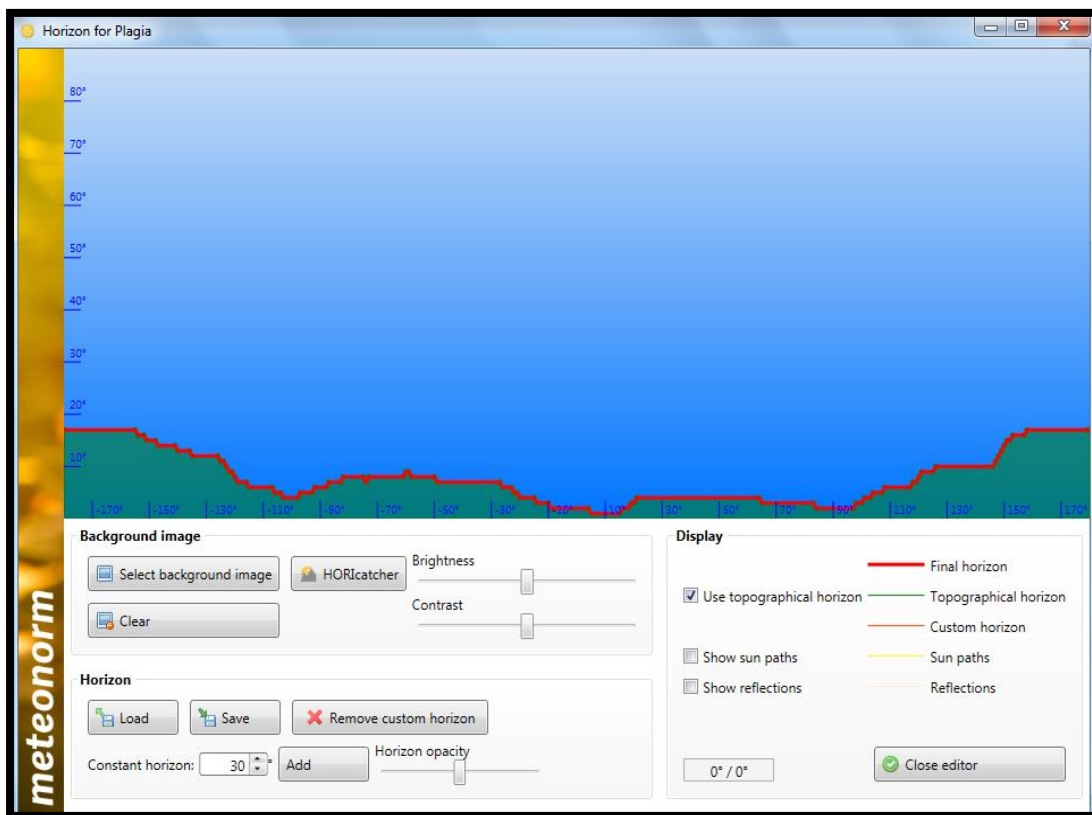 Horizon for Plagia
80°
70°
60°
50°
40°
30°
20°
10°
-170° -150° -130° -110° -90° -70° -50° -30° -10° 10° 30° 50° 70° 90° 110° 130° 150° 170°
meteonorm
Background image
Select background image HORIcatcher Brightness
Clear Contrast
Horizon
Load Save Remove custom horizon
Constant horizon: 30 ° Add Horizon opacity
Display
Final horizon
Use topographical horizon Topographical horizon
Custom horizon
Show sun paths Sun paths
Show reflections Reflections
0° / 0° Close editor